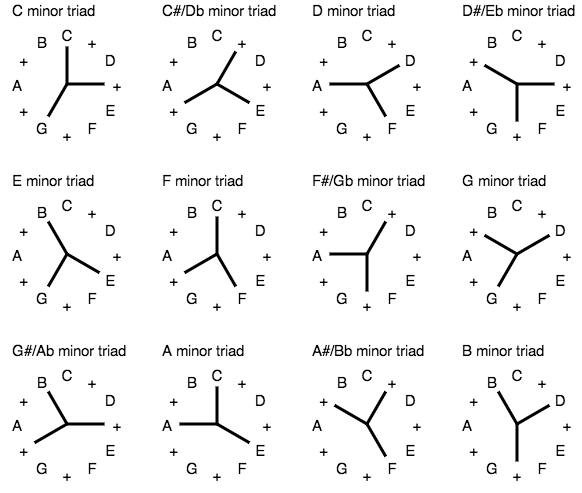 C minor triad
B C +
+ D
A +
+ E
G + F
C#/Db minor triad
B C +
+ D
A +
+ E
G + F
D minor triad
B C +
+ D
A +
+ E
G + F
D#/Eb minor triad
B C +
+ D
A +
+ E
G + F
E minor triad
B C +
+ D
A +
+ E
G + F
F minor triad
B C +
+ D
A +
+ E
G + F
F#/Gb minor triad
B C +
+ D
A +
+ E
G + F
G minor triad
B C +
+ D
A +
+ E
G + F
G#/Ab minor triad
B C +
+ D
A +
+ E
G + F
A minor triad
B C +
+ D
A +
+ E
G + F
A#/Bb minor triad
B C +
+ D
A +
+ E
G + F
B minor triad
B C +
+ D
A +
+ E
G + F